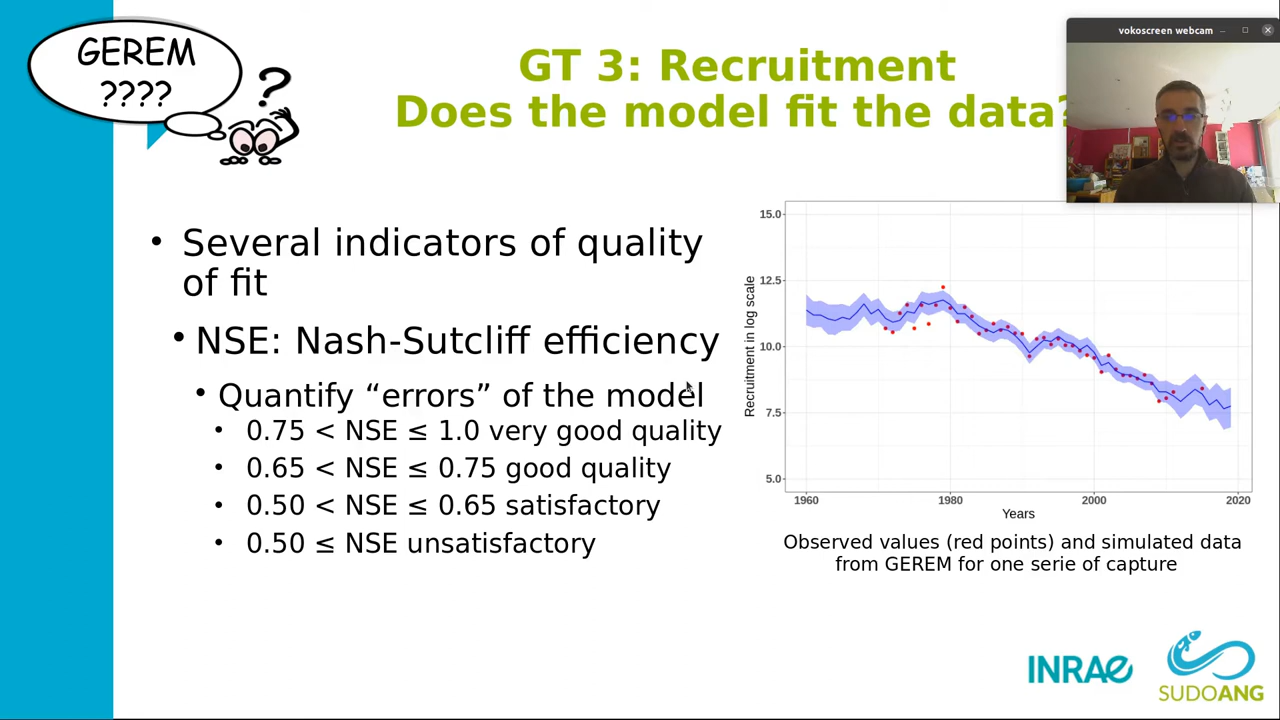 GEREM
????
GT 3: Recruitment
Does the model fit the data?
vokoscreen webcam
• Several indicators of quality
of fit
• NSE: Nash-Sutcliff efficiency
• Quantify “errors” of the model
• 0.75 < NSE ≤ 1.0 very good quality
• 0.65 < NSE ≤ 0.75 good quality
• 0.50 < NSE ≤ 0.65 satisfactory
• 0.50 ≤ NSE unsatisfactory
Recruitment in log scale
15.0
12.5
10.0
7.5
5.0
1960 1980 2000 2020
Years
Observed values (red points) and simulated data
from GEREM for one serie of capture
INRAE
SUDOANG